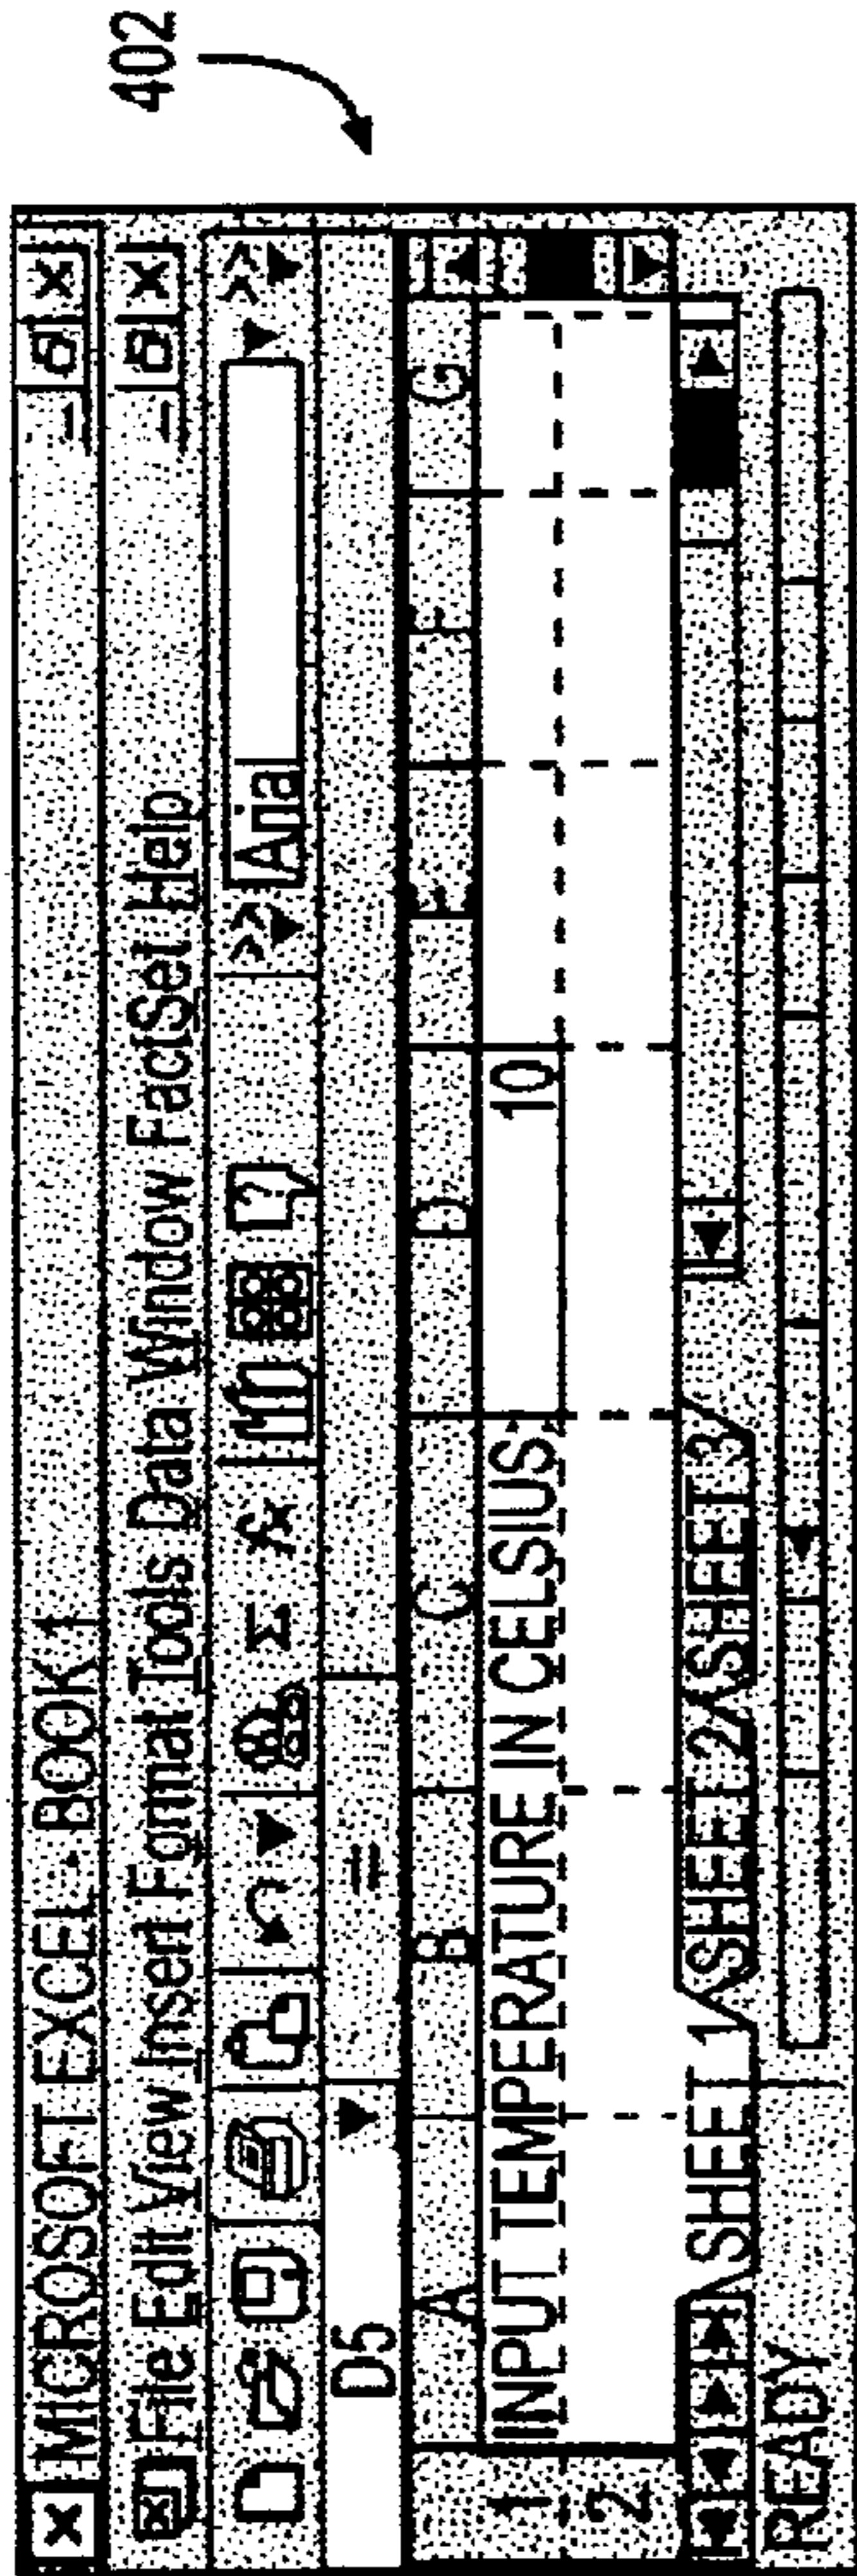 402
MICROSOFT EXCEL - BOOK 1
File Edit View Insert Format Tools Data Window FactSet Help
Σ fx ? Aria
D5 =
A B C D E F G
1 INPUT TEMPERATURE IN CELSIUS, 10
2
SHEET 1 SHEET 2 SHEET 3
READY